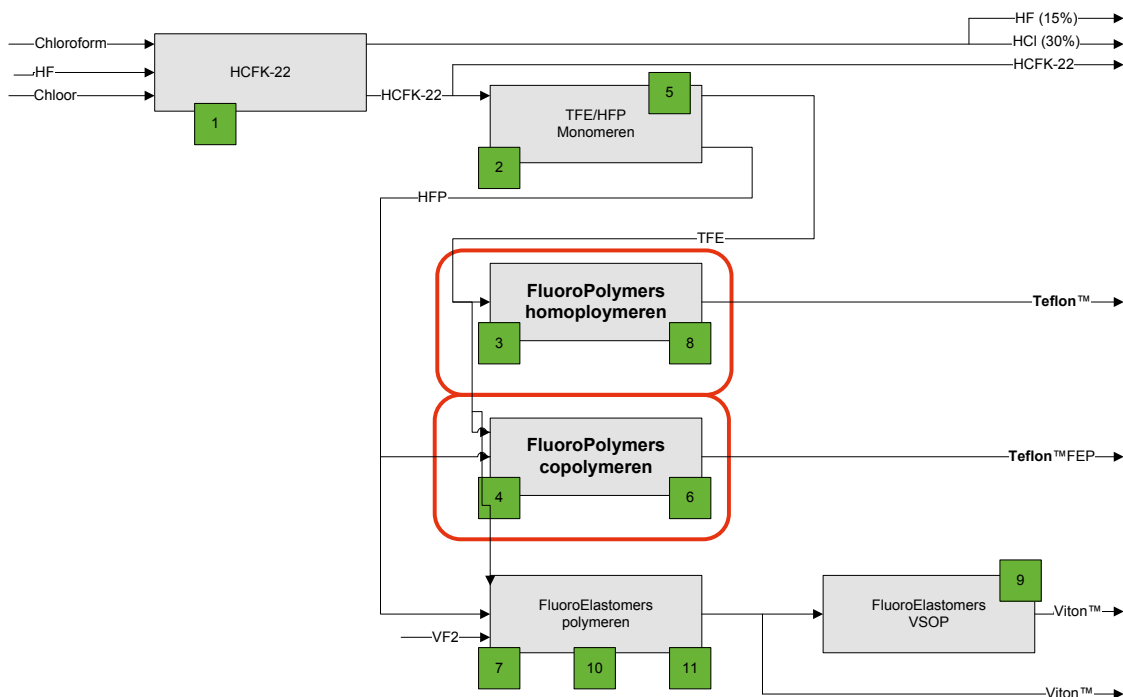 HF (15%)
Chloroform
HCl (30%)
HCFK-22
HF
HCFK-22
Chloor
HCFK-22
1
5
TFE/HFP
Monomeren
2
HFP
TFE
FluoroPolymers
homoploymeren
Teflon™
3
8
FluoroPolymers
copolymeren
Teflon™FEP
4
6
9
FluoroElastomers
polymeren
FluoroElastomers
VSOP
Viton™
VF2
7
10
11
Viton™